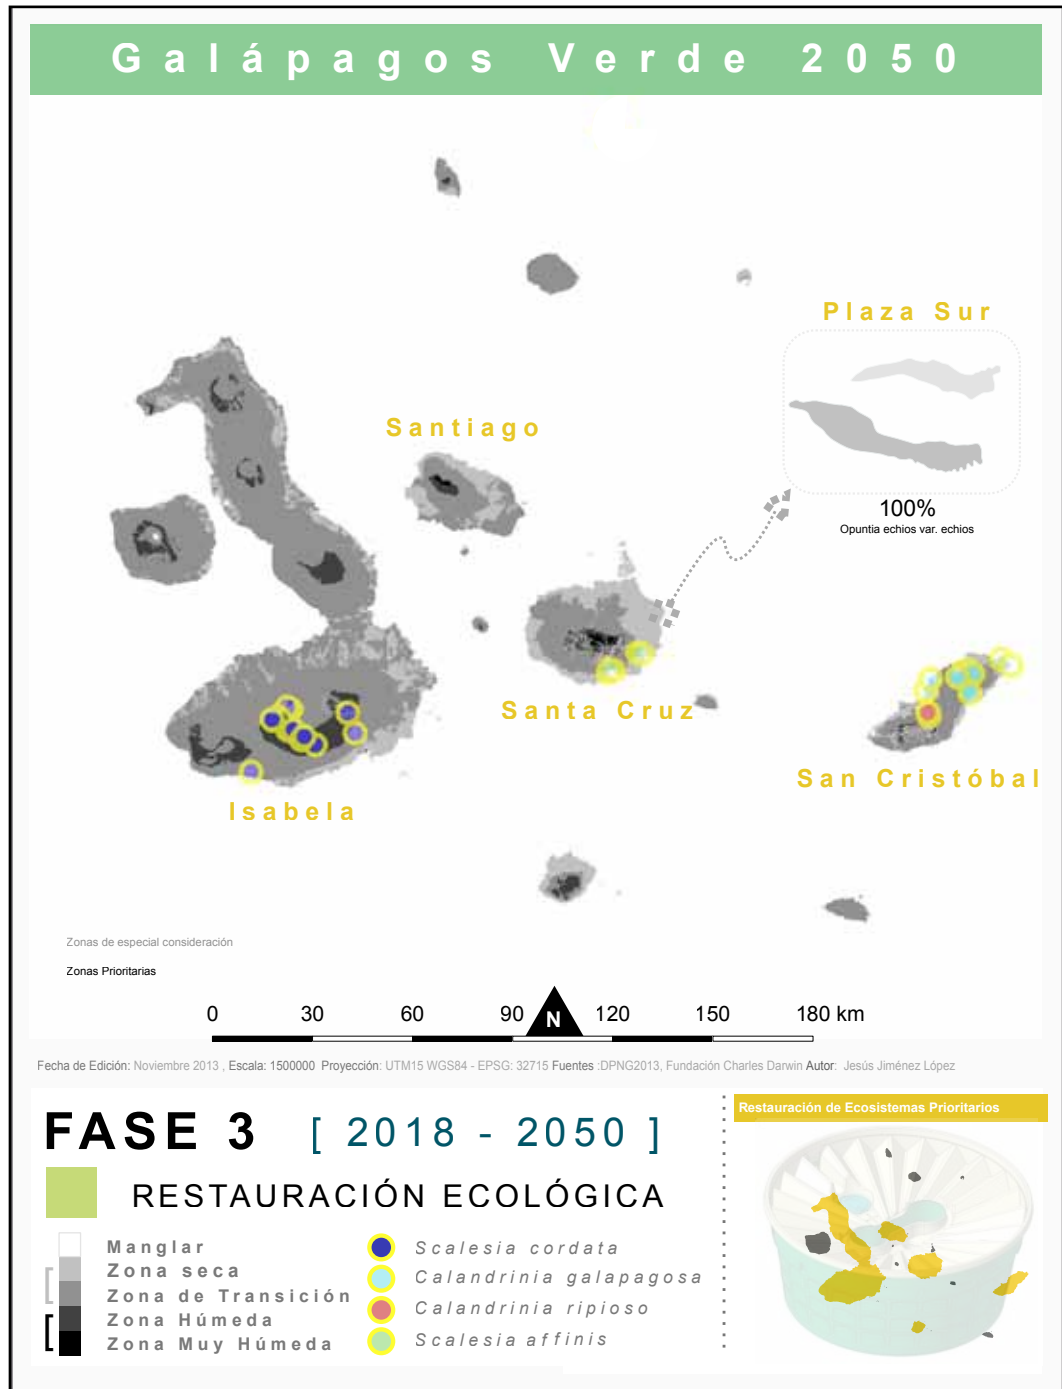 Galápagos Verde 2050
Plaza Sur
Santiago
100%
Opuntia echios var. echios
Santa Cruz
San Cristóbal
Isabela
Zonas de especial consideración
Zonas Prioritarias
0 30 60 90 N 120 150 180 km
Fecha de Edición: Noviembre 2013 , Escala: 1500000 Proyección: UTM15 WGS84 - EPSG: 32715 Fuentes :DPNG2013, Fundación Charles Darwin Autor: Jesús Jiménez López
FASE 3 [ 2018 - 2050 ]
RESTAURACIÓN ECOLÓGICA
Manglar
Zona seca
Zona de Transición
Zona Húmeda
Zona Muy Húmeda
Scalesia cordata
Calandrinia galapagosa
Calandrinia ripioso
Scalesia affinis
Restauración de Ecosistemas Prioritarios